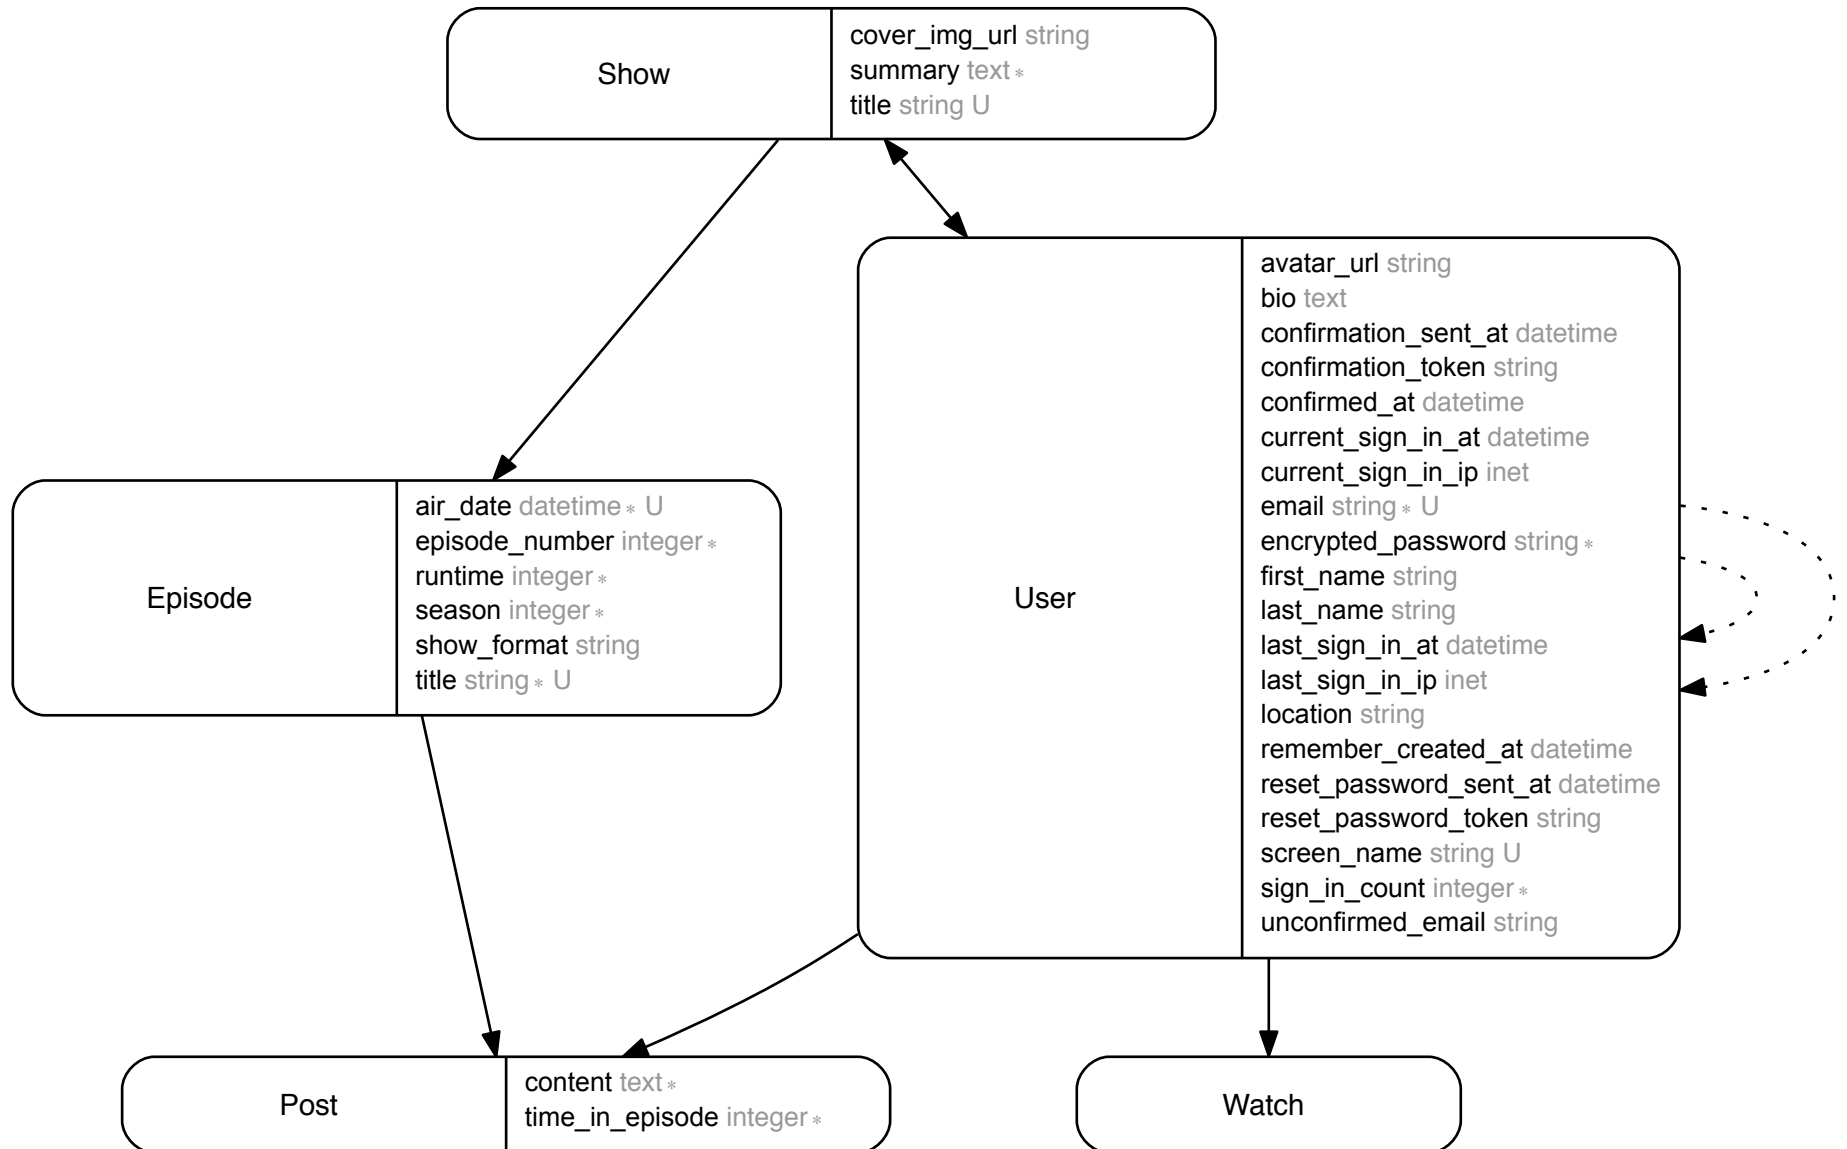 Show
cover_img_url string
summary text ∗
title string U
User
avatar_url string
bio text
confirmation_sent_at datetime
confirmation_token string
confirmed_at datetime
current_sign_in_at datetime
current_sign_in_ip inet
email string ∗ U
encrypted_password string ∗
first_name string
last_name string
last_sign_in_at datetime
last_sign_in_ip inet
location string
remember_created_at datetime
reset_password_sent_at datetime
reset_password_token string
screen_name string U
sign_in_count integer ∗
unconfirmed_email string
Episode
air_date datetime ∗ U
episode_number integer ∗
runtime integer ∗
season integer ∗
show_format string
title string ∗ U
Post
content text ∗
time_in_episode integer ∗
Watch